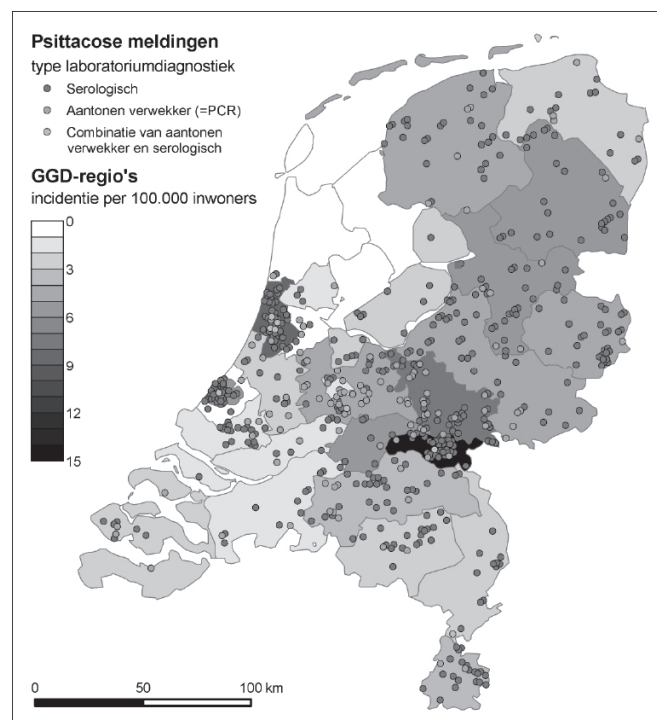 Psittacose meldingen
type laboratoriumdiagnostiek
Serologisch
Aantonen verwekker (=PCR)
Combinatie van aantonen
verwekker en serologisch
GGD-regio's
incidentie per 100.000 inwoners
0
3
6
9
12
15
0 50 100 km